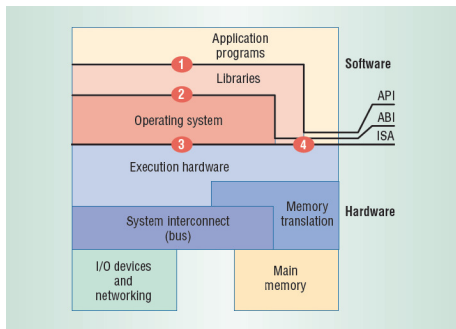 Application
programs
1
Software
Libraries
2
API
ABI
Operating system
3
4
ISA
Execution hardware
Memory
translation
Hardware
System interconnect
(bus)
I/O devices
and
networking
Main
memory